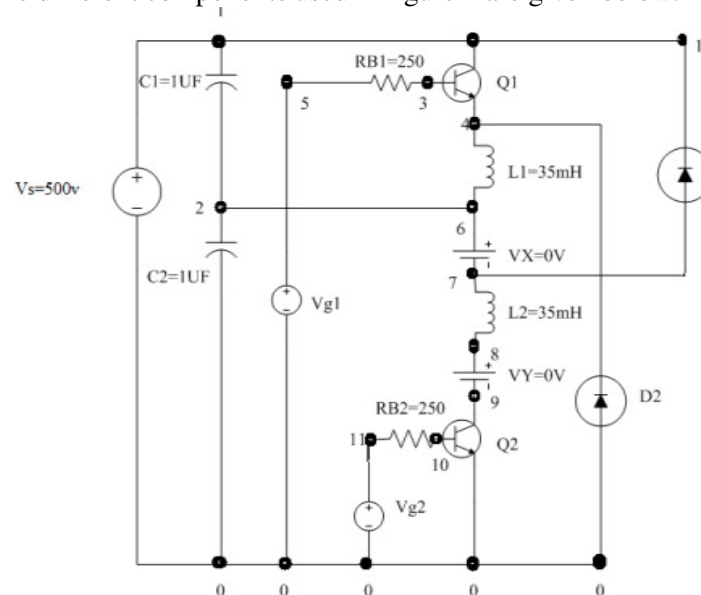 C1=1UF
RB1=250
Q1
1
5
3
4
L1=35mH
Vs=500v
2
6
VX=0V
C2=1UF
7
Vg1
L2=35mH
8
VY=0V
RB2=250
9
D2
11
10
Q2
Vg2
0
0
0
0
0